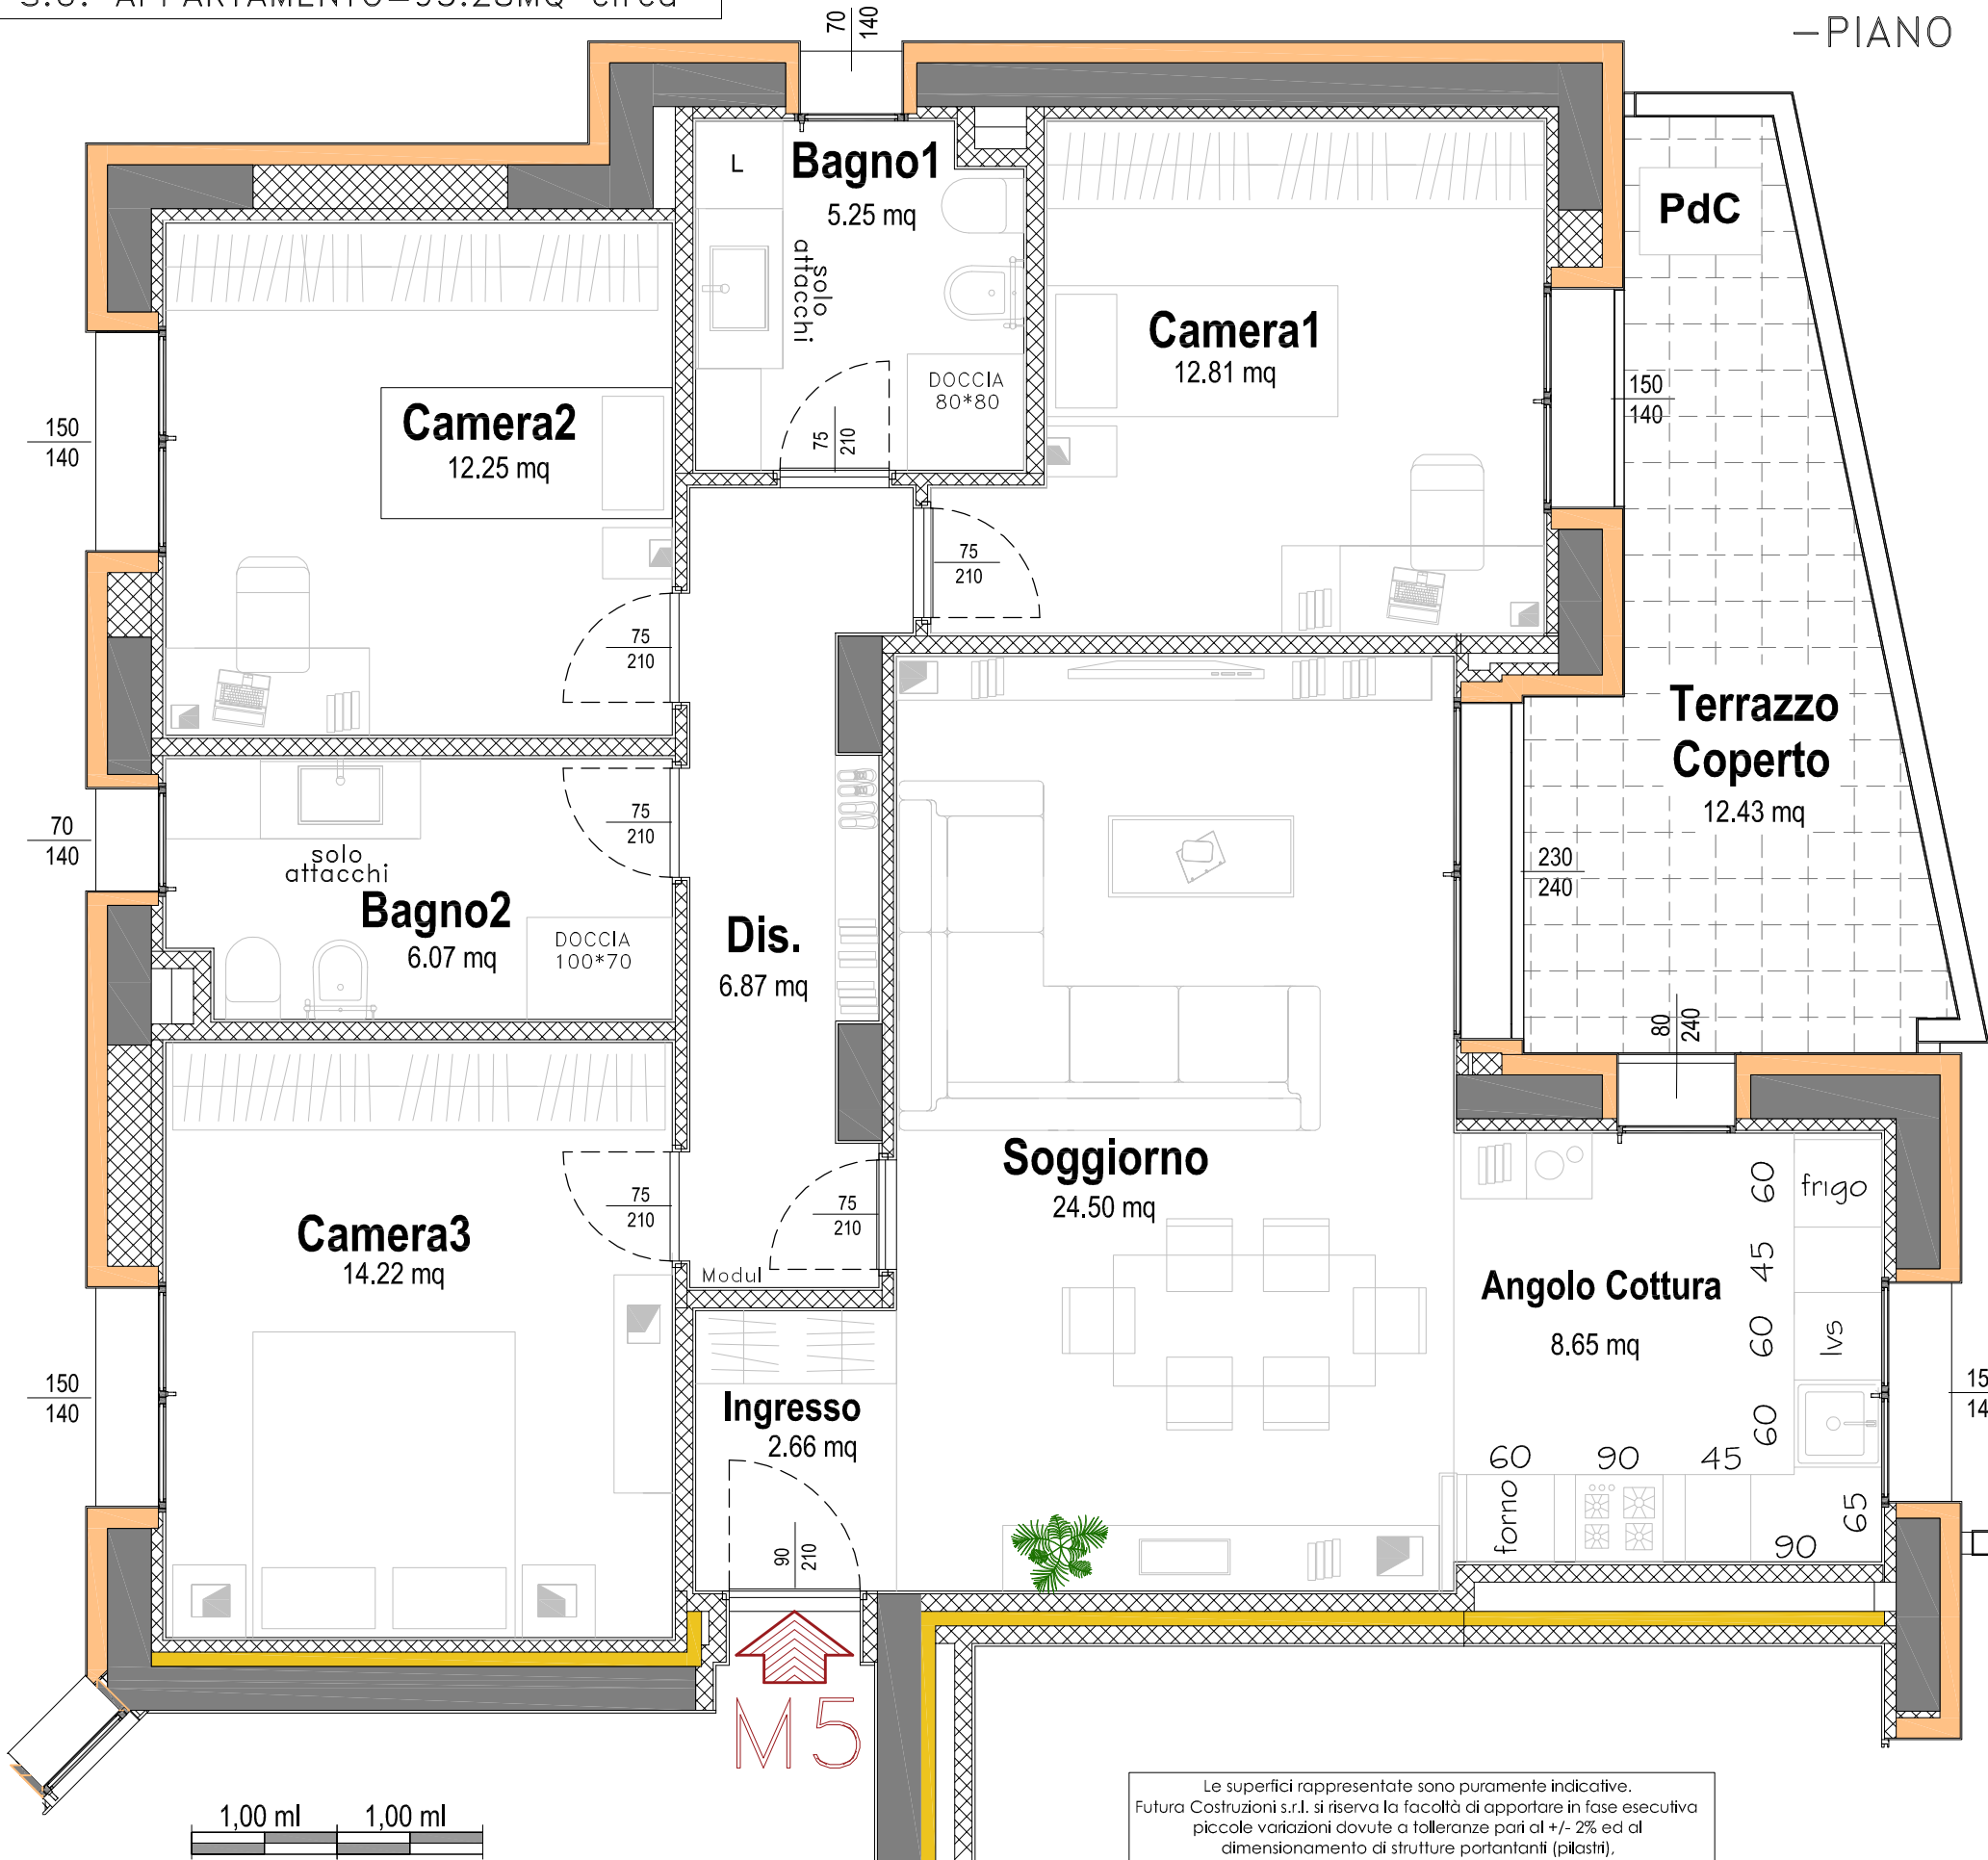 APPARTAMENTO=93.28MQ circa
-PIANO
70
140
Bagno1
5.25 mq
L
solo
attacchi
DOCCIA
80*80
75
210
Camera1
12.81 mq
PdC
150
140
Camera2
12.25 mq
150
140
75
210
75
210
Terrazzo
Coperto
12.43 mq
70
140
solo
attacchi
Bagno2
6.07 mq
DOCCIA
100*70
75
210
Dis.
6.87 mq
230
240
80
240
Soggiorno
24.50 mq
Camera3
14.22 mq
75
210
75
210
Modul
150
140
Angolo Cottura
8.65 mq
60
frigo
45
60
lvs
60
60
90
45
forno
65
90
Ingresso
2.66 mq
90
210
M5
1,00 ml
1,00 ml
Le superfici rappresentate sono puramente indicative.
Futura Costruzioni s.r.l. si riserva la facoltà di apportare in fase esecutiva
piccole variazioni dovute a tolleranze pari al +/- 2% ed al
dimensionamento di strutture portantanti (pilastri),